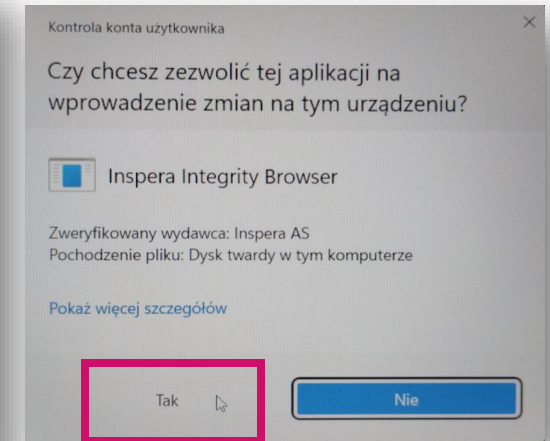 Kontrola konta użytkownika
Czy chcesz zezwolić tej aplikacji na
wprowadzenie zmian na tym urządzeniu?
Inspera Integrity Browser
Zweryfikowany wydawca: Inspera AS
Pochodzenie pliku: Dysk twardy w tym komputerze
Pokaż więcej szczegółów
Tak
Nie